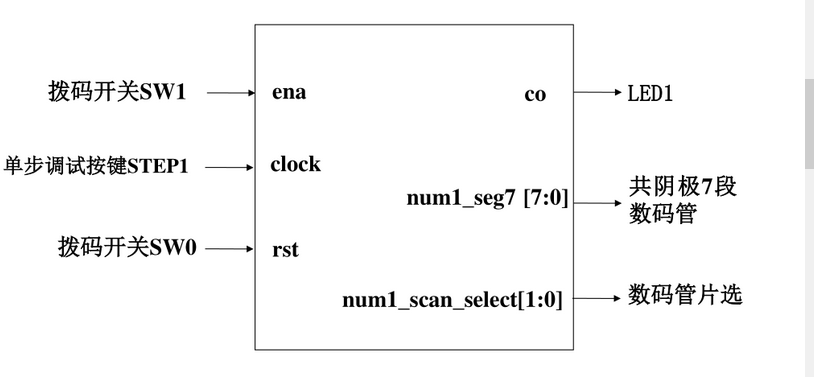 拨码开关SW1
ena
co
LED1
单步调试按键STEP1
clock
num1_seg7 [7:0]
共阴极7段
数码管
拨码开关SW0
rst
num1_scan_select[1:0]
数码管片选